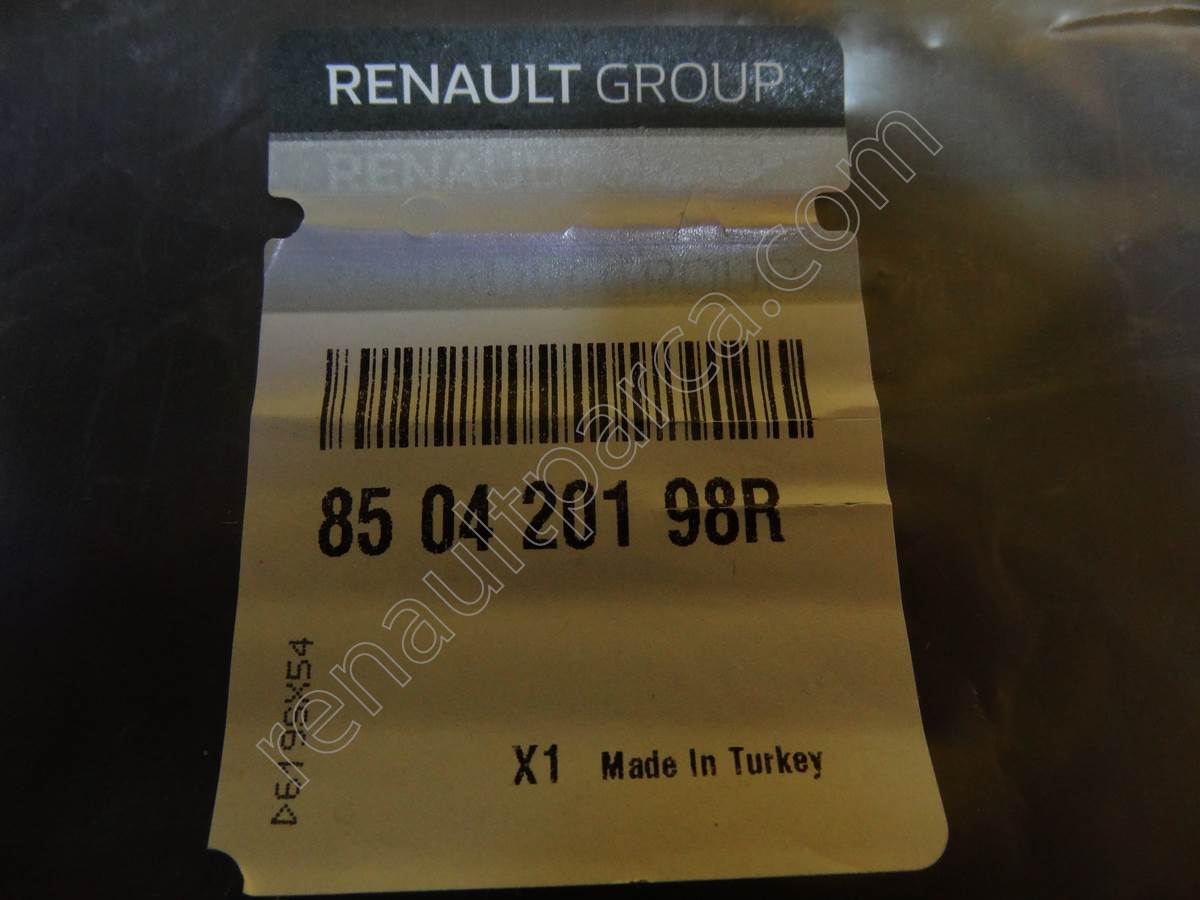 RENAULT GROUP
85 04 201 98R
X1 Made In Turkey
renaultparca.com